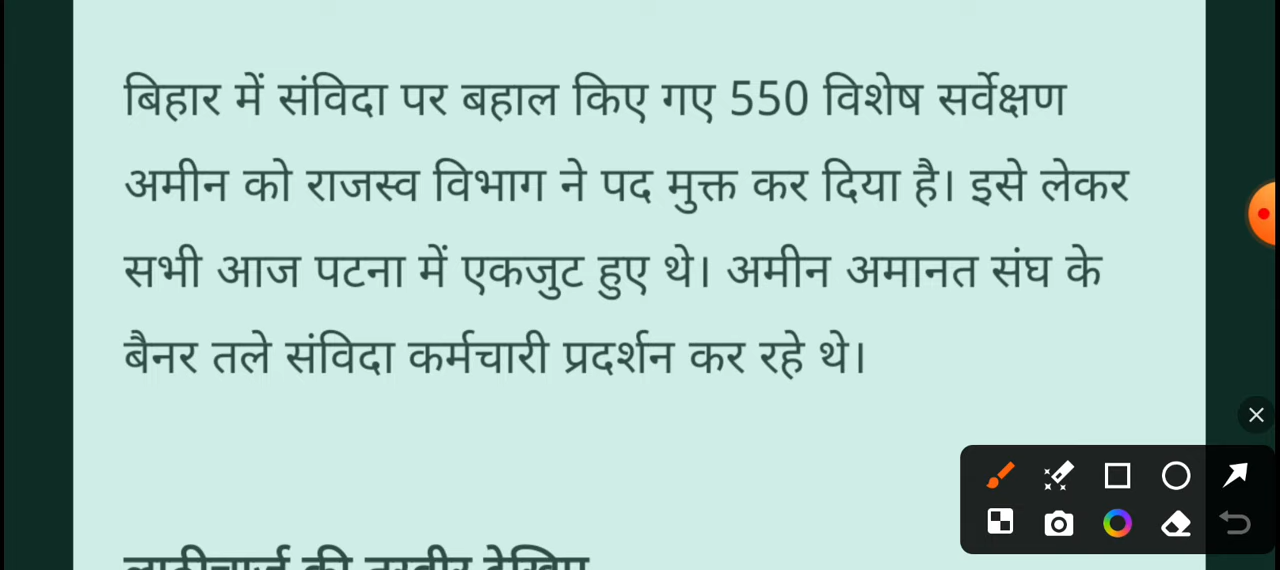 बिहार में संविदा पर बहाल किए गए 550 विशेष सर्वेक्षण
अमीन को राजस्व विभाग ने पद मुक्त कर दिया है। इसे लेकर
सभी आज पटना में एकजुट हुए थे। अमीन अमानत संघ के
बैनर तले संविदा कर्मचारी प्रदर्शन कर रहे थे।
लाठीचार्ज की तस्वीर देखिए